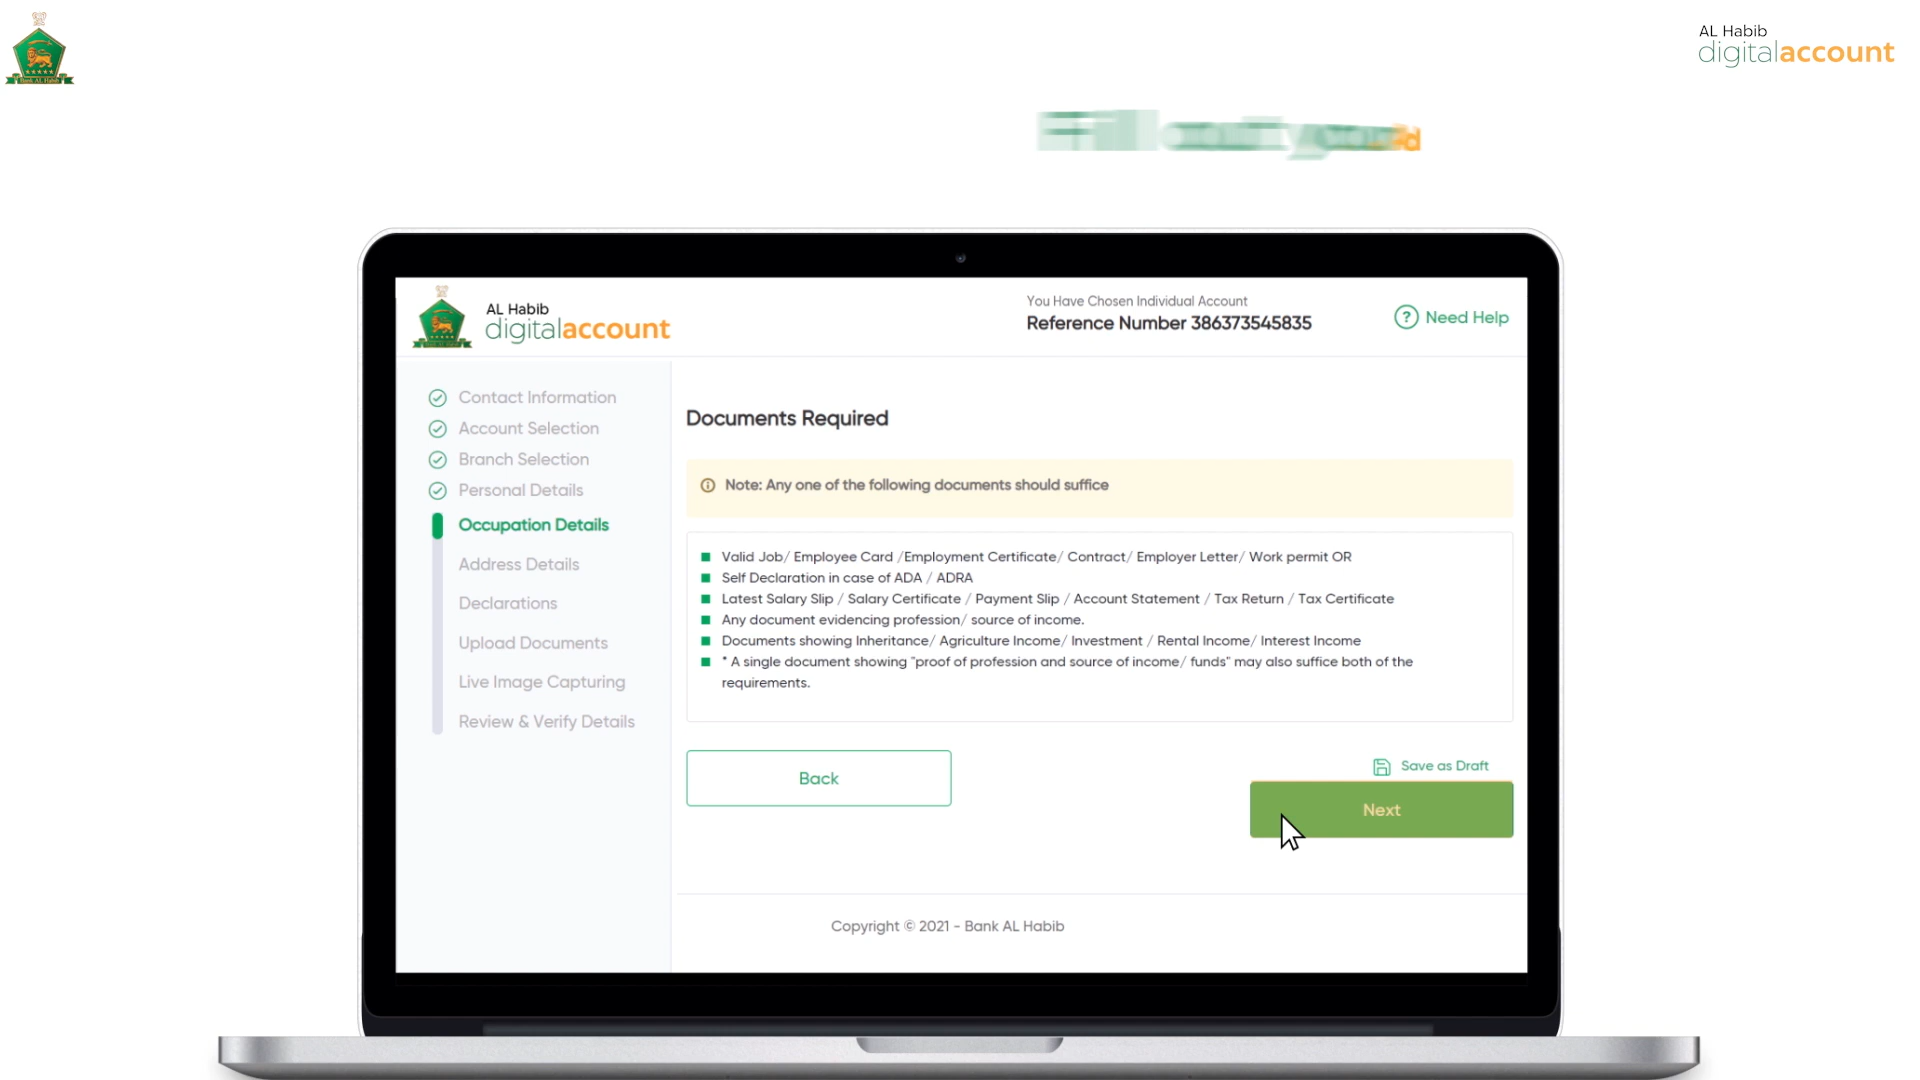 AL Habib
digitalaccount
Bank AL Habib
AL Habib
digitalaccount
You Have Chosen Individual Account
Reference Number 386373545835
? Need Help
Contact Information
Account Selection
Branch Selection
Personal Details
Occupation Details
Address Details
Declarations
Upload Documents
Live Image Capturing
Review & Verify Details
Documents Required
Note: Any one of the following documents should suffice
Valid Job/ Employee Card /Employment Certificate/ Contract/ Employer Letter/ Work permit OR
Self Declaration in case of ADA / ADRA
Latest Salary Slip / Salary Certificate / Payment Slip / Account Statement / Tax Return / Tax Certificate
Any document evidencing profession/ source of income.
Documents showing Inheritance/ Agriculture Income/ Investment / Rental Income/ Interest Income
* A single document showing "proof of profession and source of income/ funds" may also suffice both of the
requirements.
Back
Save as Draft
Next
Copyright © 2021 - Bank AL Habib